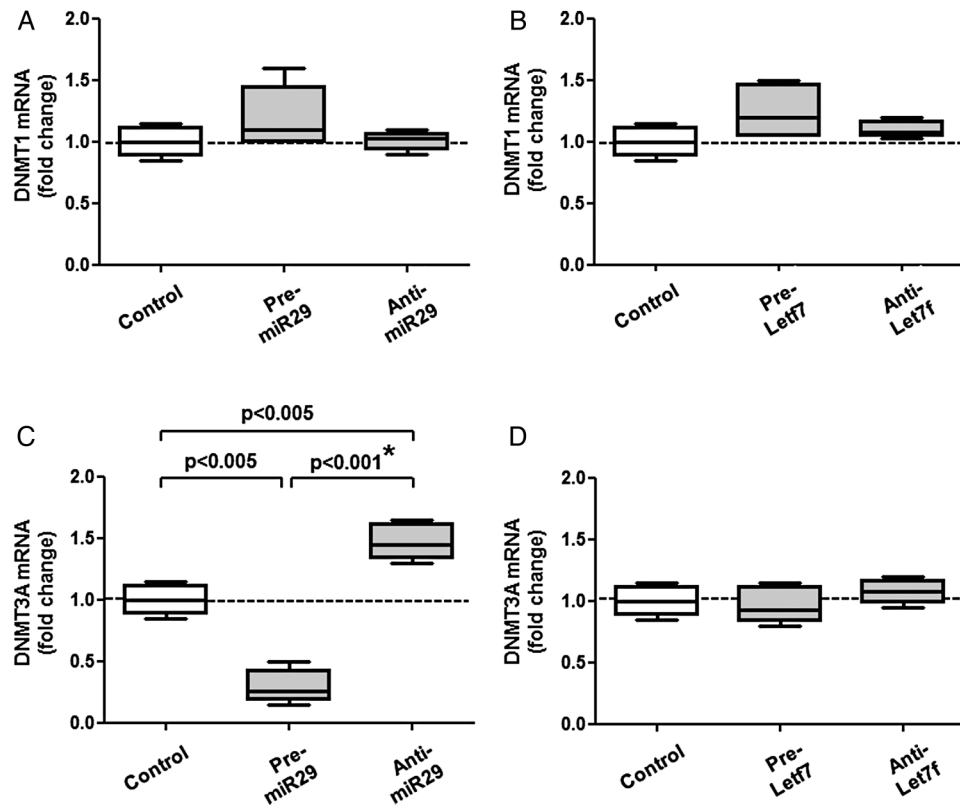 A
DNMT1 mRNA
(fold change)
2.0
1.5
1.0
0.5
0.0
Control
Pre-
miR29
Anti-
miR29
B
DNMT1 mRNA
(fold change)
2.0
1.5
1.0
0.5
0.0
Control
Pre-
Letf7
Anti-
Let7f
C
p<0.005
p<0.005
p<0.001*
DNMT3A mRNA
(fold change)
2.0
1.5
1.0
0.5
0.0
Control
Pre-
miR29
Anti-
miR29
D
DNMT3A mRNA
(fold change)
2.0
1.5
1.0
0.5
0.0
Control
Pre-
Letf7
Anti-
Let7f